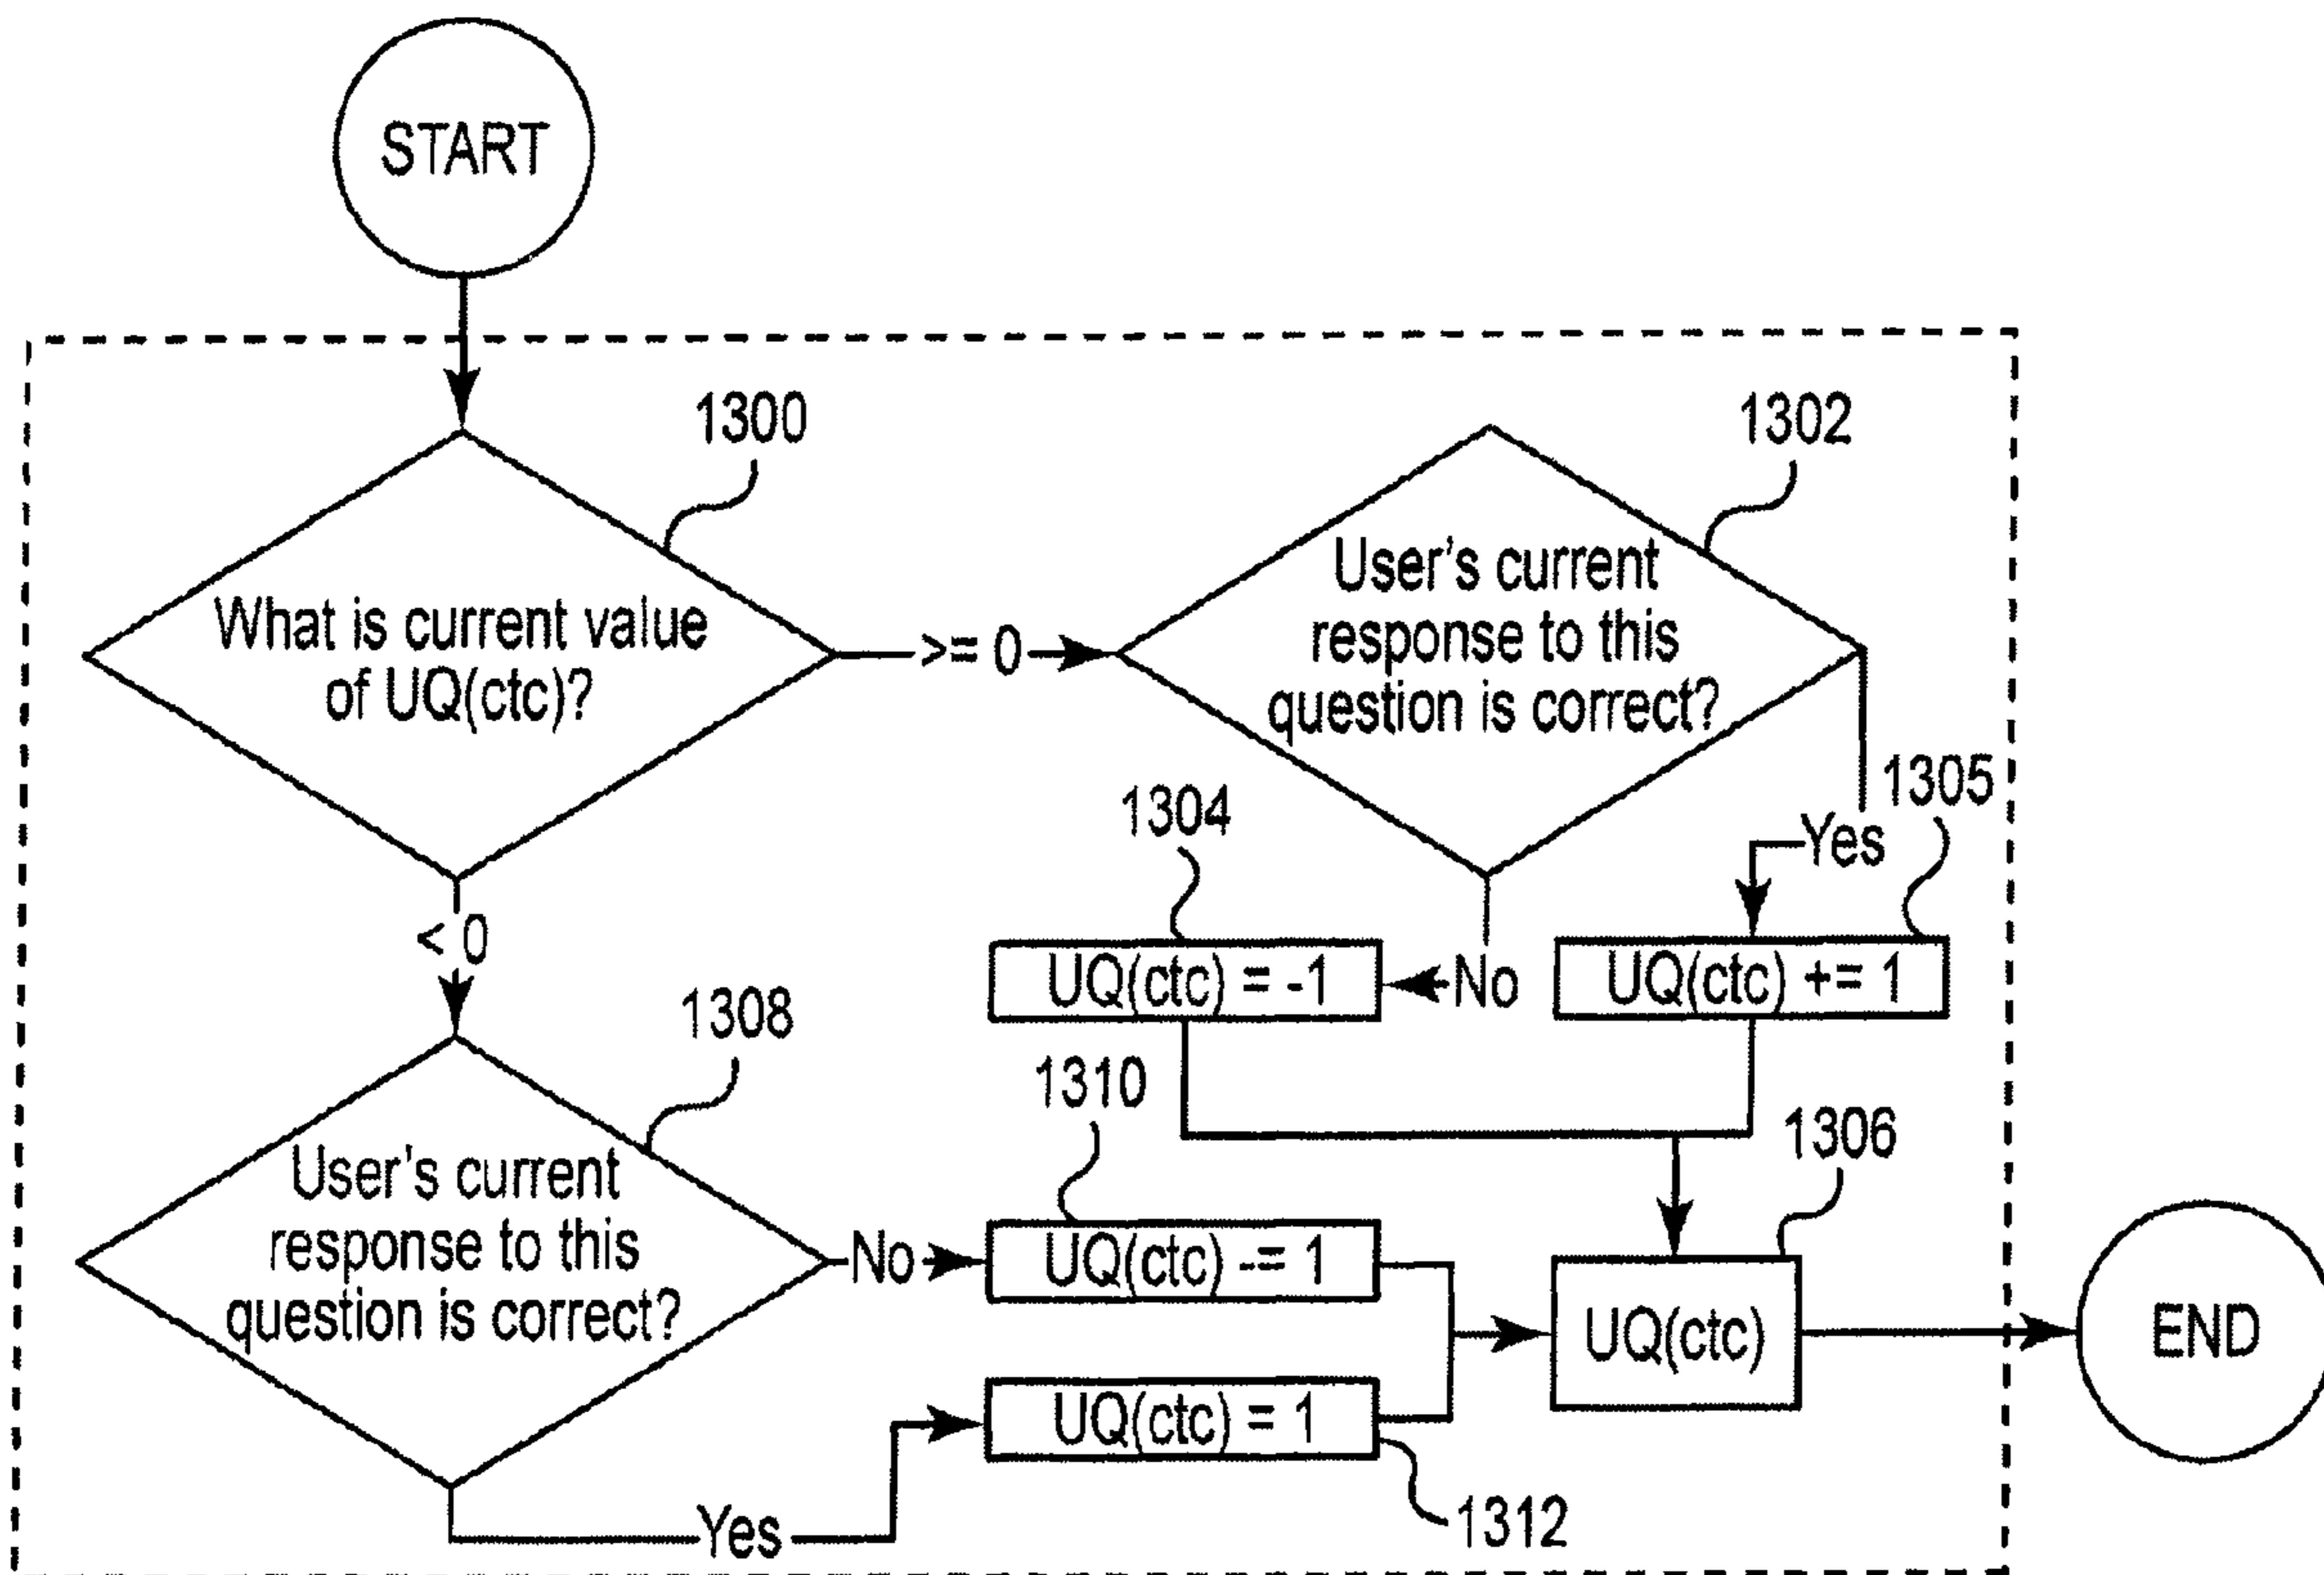 START
1300
1302
What is current value
of UQ(ctc)?
>= 0
User's current
response to this
question is correct?
1304
1305
Yes
< 0
UQ(ctc) = -1
No
UQ(ctc) += 1
1308
1310
1306
User's current
response to this
question is correct?
No
UQ(ctc) -= 1
UQ(ctc)
END
UQ(ctc) = 1
Yes
1312